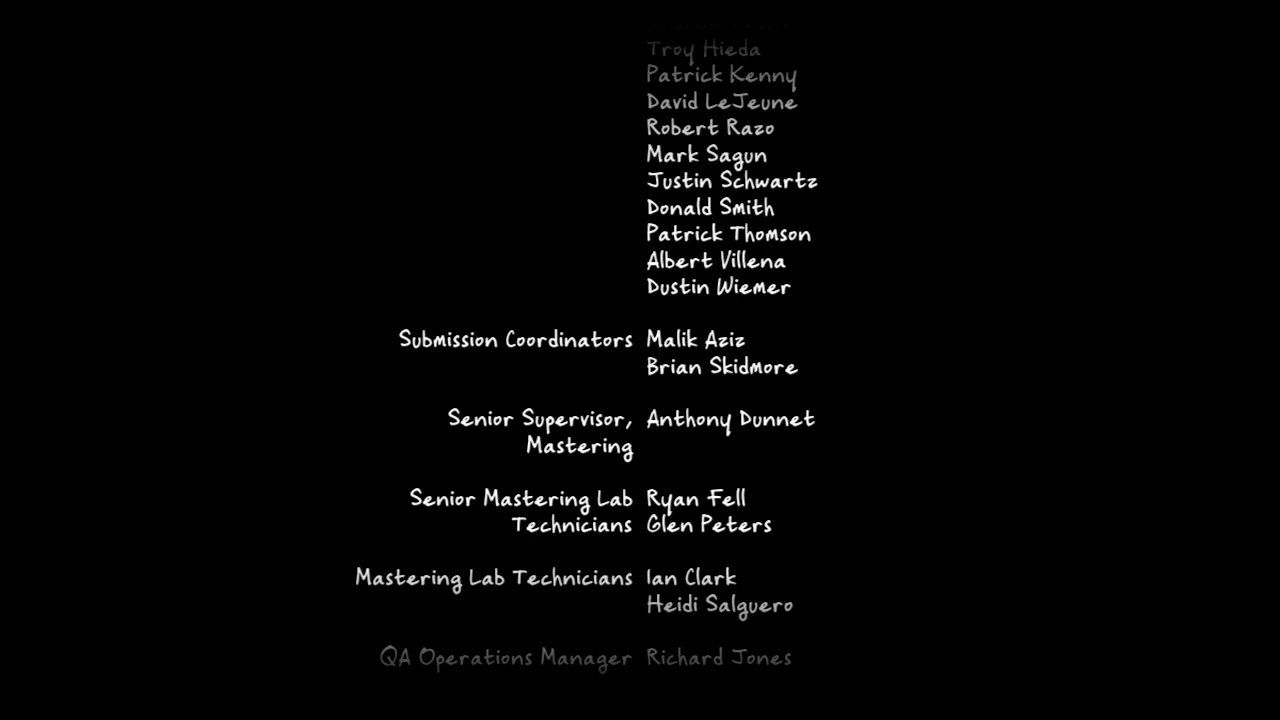 Troy Hieda
Patrick Kenny
David LeJeune
Robert Razo
Mark Sagun
Justin Schwartz
Donald Smith
Patrick Thomson
Albert Villena
Dustin Wiemer
Submission Coordinators Malik Aziz
Brian Skidmore
Senior Supervisor, Anthony Dunnet
Mastering
Senior Mastering Lab Ryan Fell
Technicians Glen Peters
Mastering Lab Technicians Ian Clark
Heidi Salguero
QA Operations Manager Richard Jones